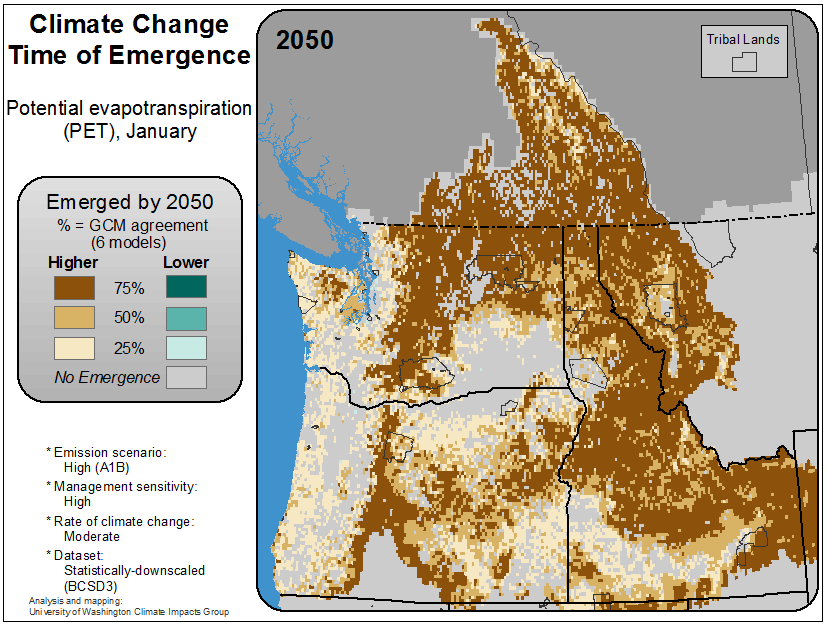 Climate Change
Time of Emergence
Potential evapotranspiration
(PET), January
Emerged by 2050
% = GCM agreement
(6 models)
Higher Lower
75%
50%
25%
No Emergence
* Emission scenario:
High (A1B)
* Management sensitivity:
High
* Rate of climate change:
Moderate
* Dataset:
Statistically-downscaled
(BCSD3)
Analysis and mapping:
University of Washington Climate Impacts Group
2050
Tribal Lands